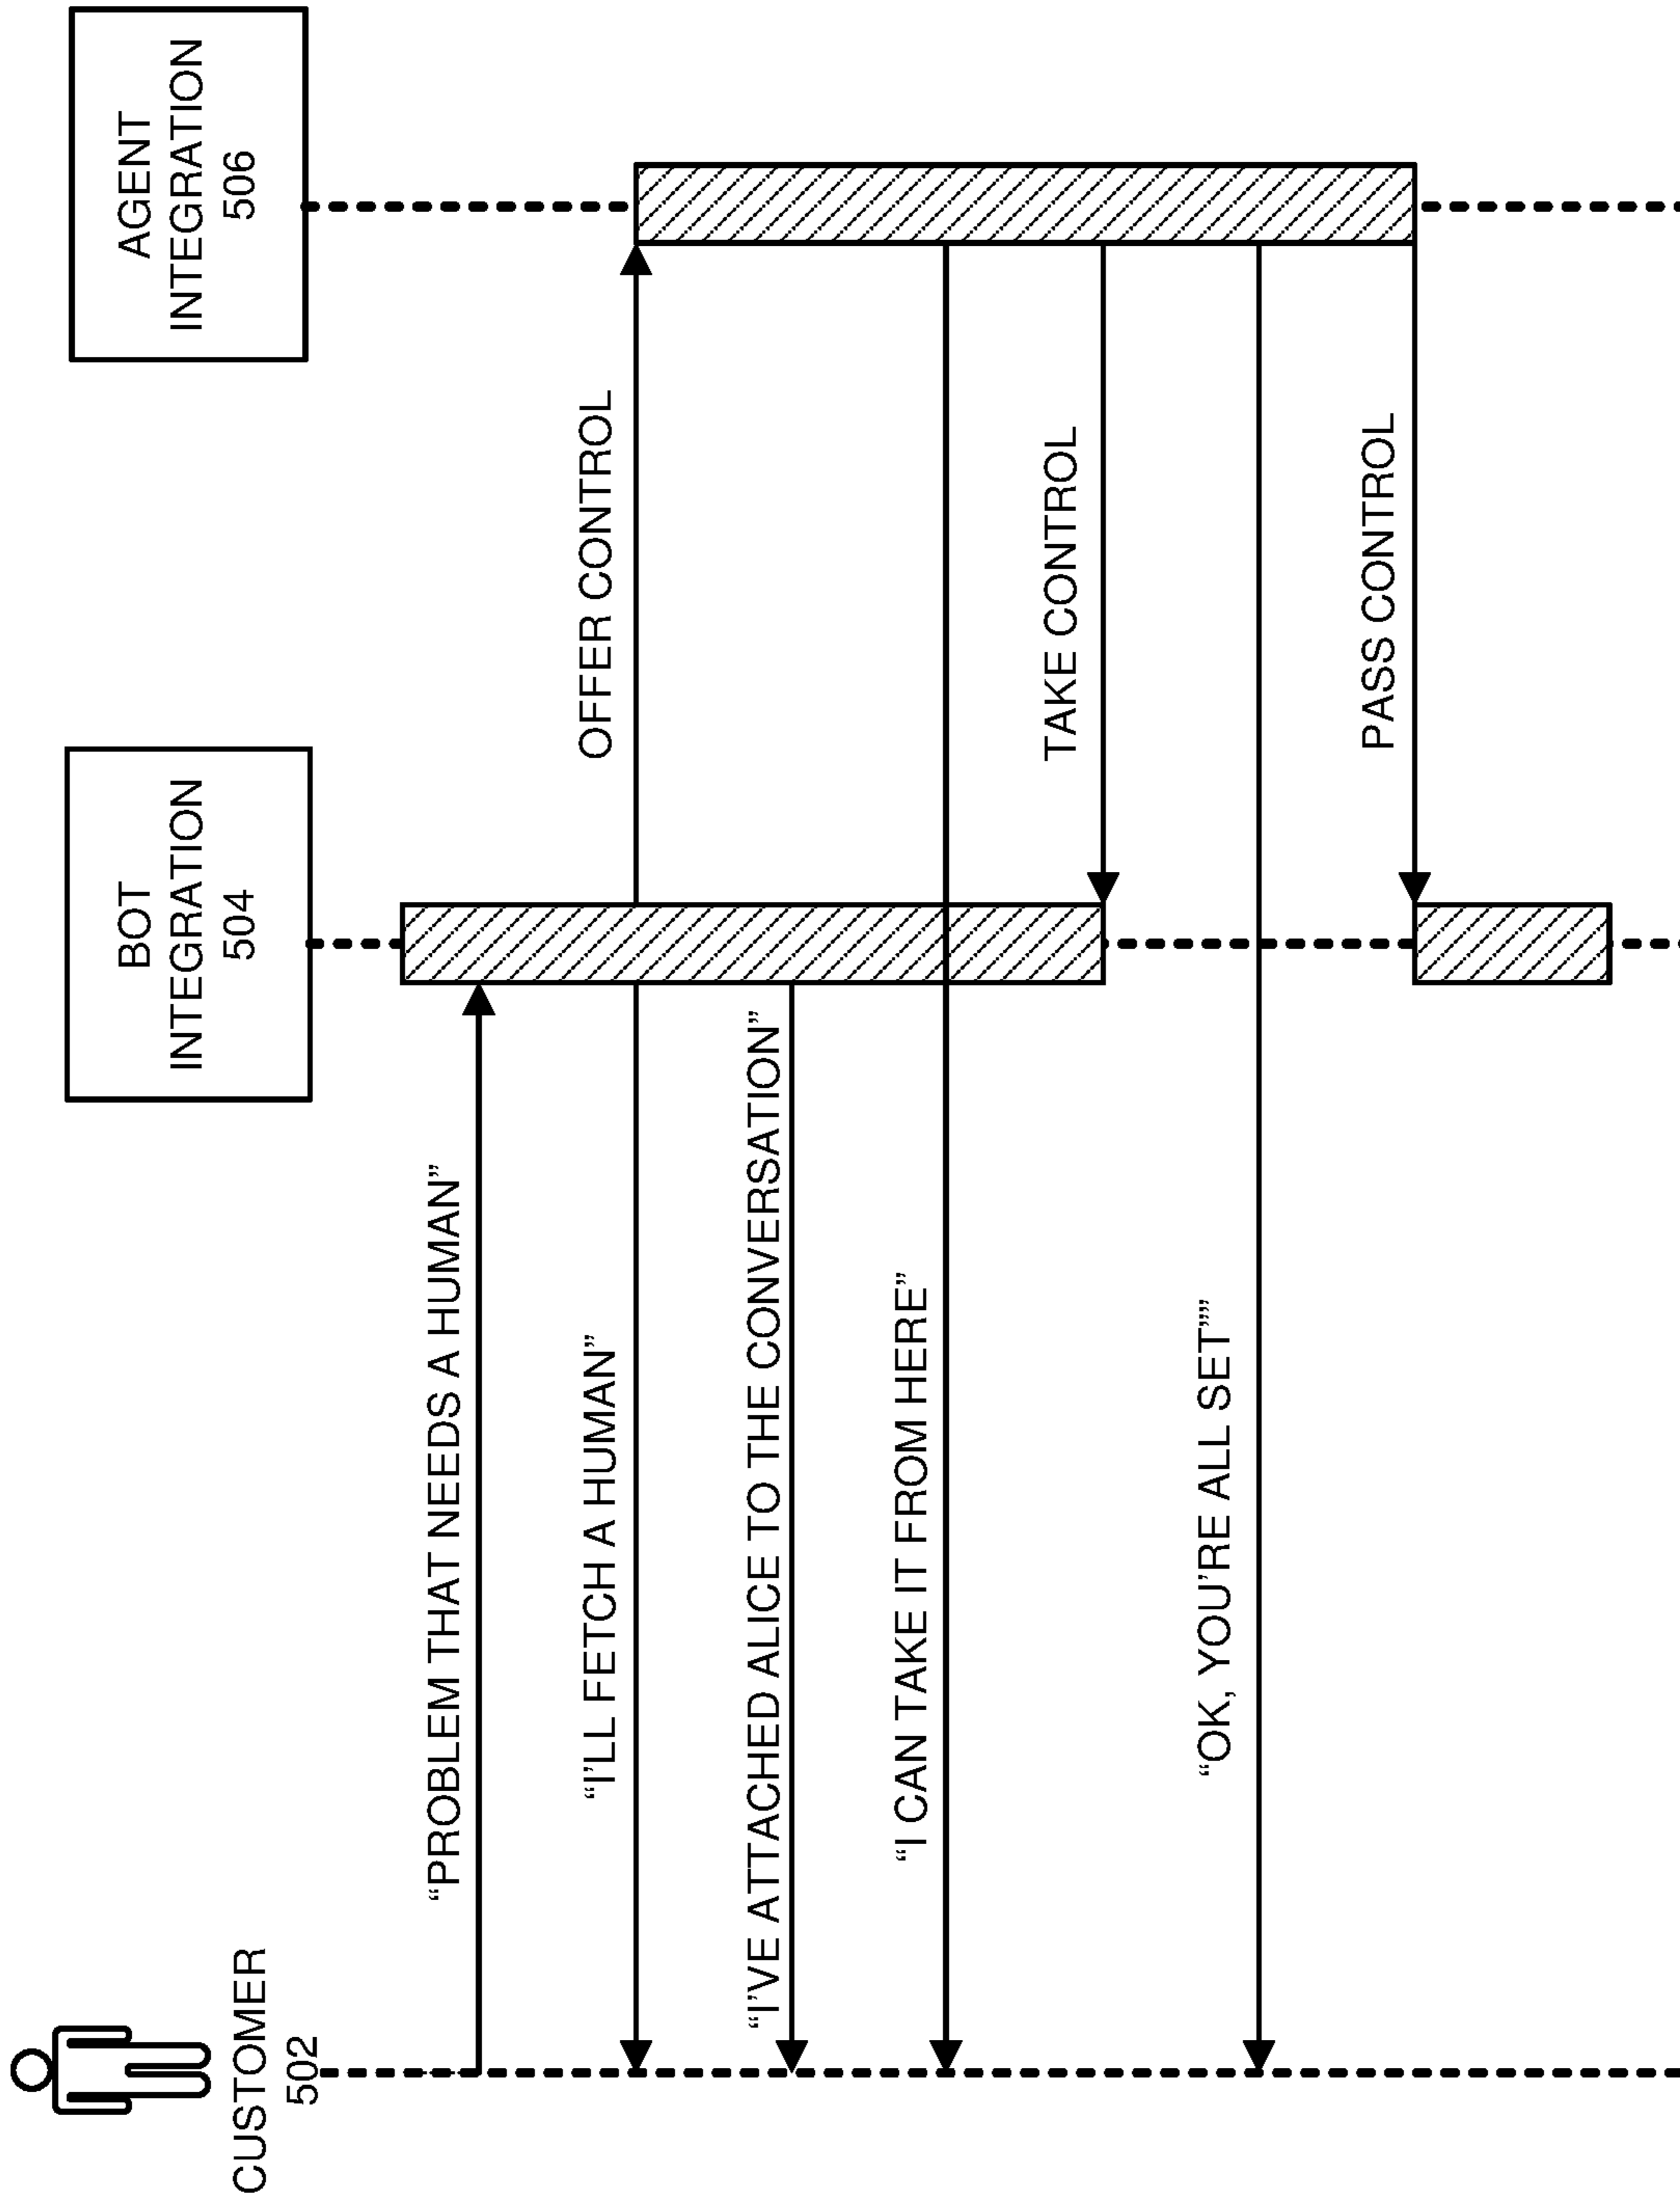 CUSTOMER
502
BOT
INTEGRATION
504
AGENT
INTEGRATION
506
“PROBLEM THAT NEEDS A HUMAN”
“I’LL FETCH A HUMAN”
OFFER CONTROL
“I’VE ATTACHED ALICE TO THE CONVERSATION”
“I CAN TAKE IT FROM HERE”
TAKE CONTROL
“OK, YOU’RE ALL SET””
PASS CONTROL